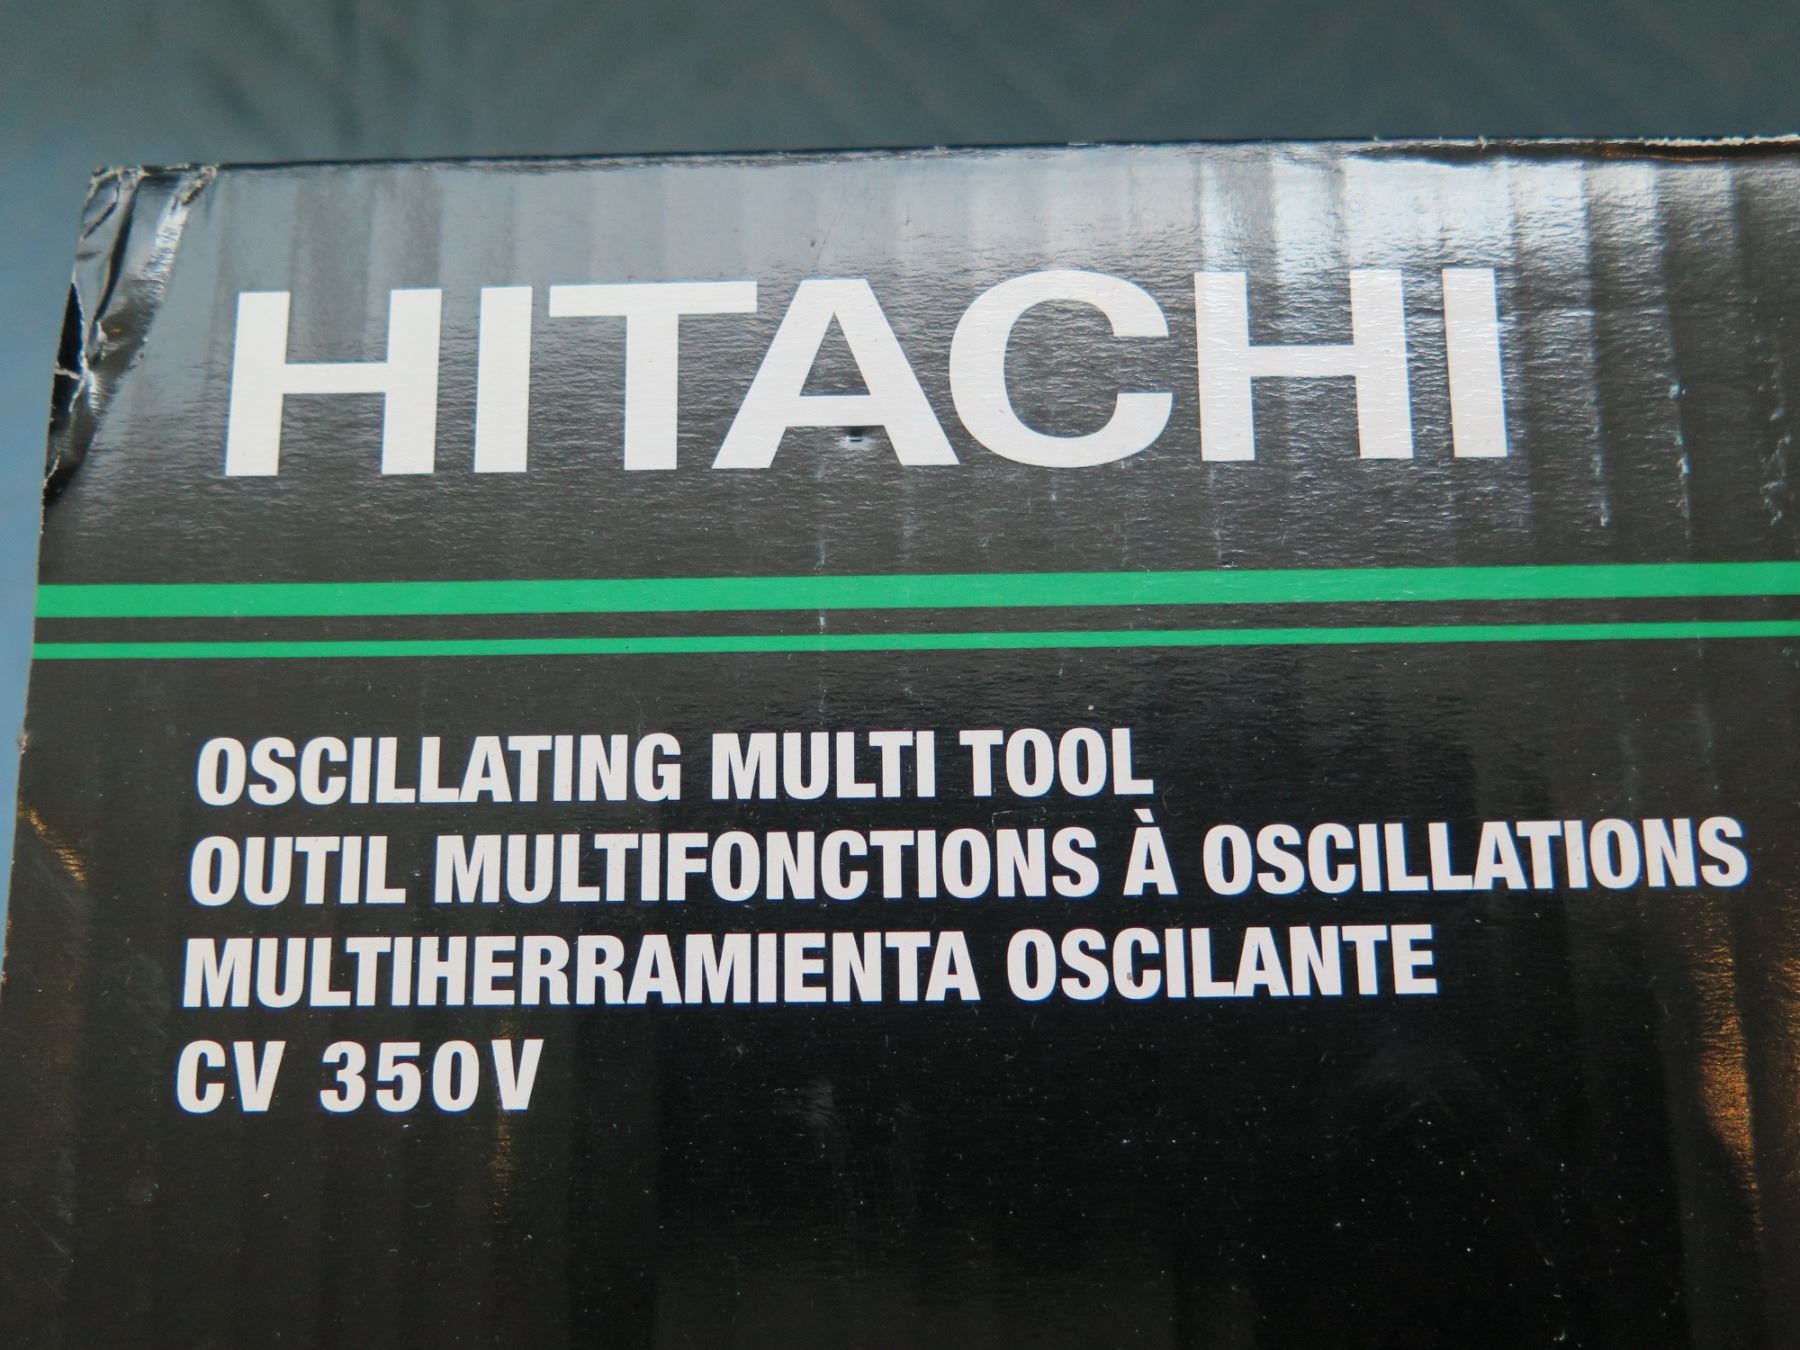 HITACHI
OSCILLATING MULTI TOOL
OUTIL MULTIFONCTIONS À OSCILLATIONS
MULTIHERRAMIENTA OSCILANTE
CV 350V